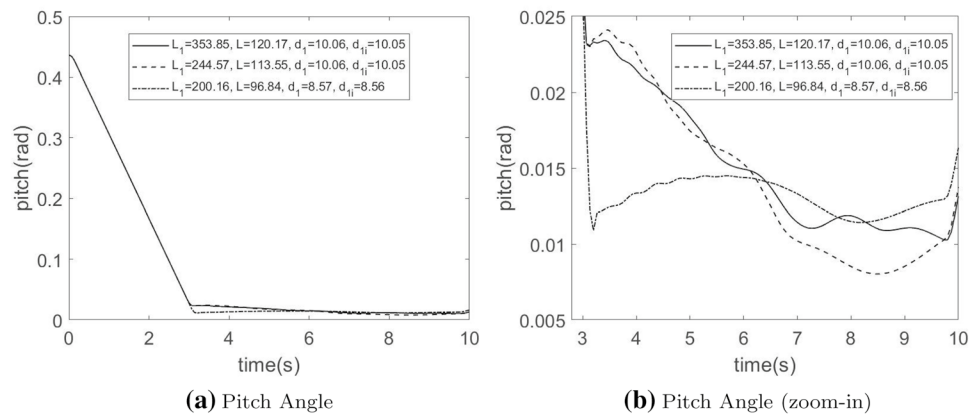 0.5
0.4
0.3
0.2
0.1
0
pitch(rad)
L1=353.85, L=120.17, d1=10.06, d1i=10.05
L1=244.57, L=113.55, d1=10.06, d1i=10.05
L1=200.16, L=96.84, d1=8.57, d1i=8.56
0 2 4 6 8 10
time(s)
(a) Pitch Angle
0.025
0.02
0.015
0.01
0.005
pitch(rad)
L1=353.85, L=120.17, d1=10.06, d1i=10.05
L1=244.57, L=113.55, d1=10.06, d1i=10.05
L1=200.16, L=96.84, d1=8.57, d1i=8.56
3 4 5 6 7 8 9 10
time(s)
(b) Pitch Angle (zoom-in)